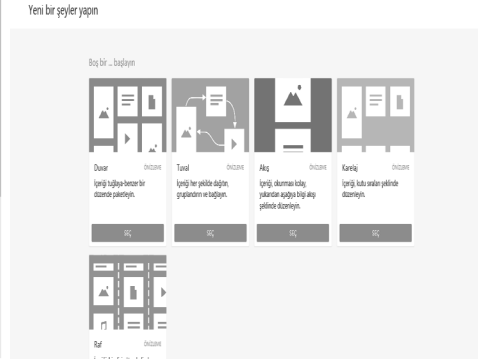 Yeni bir şeyler yapın
Boş bir ... başlayın
Duvar
ÖNİZLEME
İçeriği tuğlaya-benzer bir
düzende paketleyin.
SEÇ
Tuval
ÖNİZLEME
İçeriği her şekilde dağıtın,
gruplandırın ve bağlayın.
SEÇ
Akış
ÖNİZLEME
İçeriği, okunması kolay,
yukarıdan aşağıya bilgi akışı
şeklinde düzenleyin.
SEÇ
Karelaj
ÖNİZLEME
İçeriği, kutu sıraları şeklinde
düzenleyin.
SEÇ
Raf
ÖNİZLEME